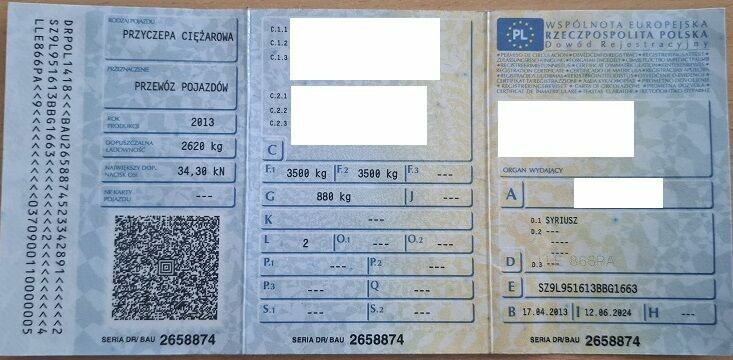 DRPOL1418<<<BAU2658874523342891<<<<<<2
SZ9L951613BBG1663<<<<<<<<<
RODZAJ POJAZDU
PRZYCZEPA CIĘŻAROWA
PRZEZNACZENIE
PRZEWÓZ POJAZDÓW
ROK PRODUKCJI 2013
DOPUSZCZALNA ŁADOWNOŚĆ 2620 kg
NAJWIĘKSZY DOP. NACISK OSI 34,30 kN
NR KARTY POJAZDU ---
SERIA DR/BAU 2658874
C.1.1
C.1.2
C.1.3
C.2.1
C.2.2
C.2.3
C
F.1 3500 kg F.2 3500 kg F.3 ---
G 880 kg J ---
K ---
L 2 O.1 --- O.2 ---
P.1 --- P.2 ---
P.3 --- Q ---
S.1 --- S.2 ---
SERIA DR/BAU 2658874
PL
WSPÓLNOTA EUROPEJSKA
RZECZPOSPOLITA POLSKA
Dowód Rejestracyjny
ORGAN WYDAJĄCY
A
D.1 SYRIUSZ
D.2 ---
----
----
D D.3 ---
E SZ9L951613BBG1663
B 17.04.2013 I 12.06.2024 H ---
SERIA DR/BAU 2658874